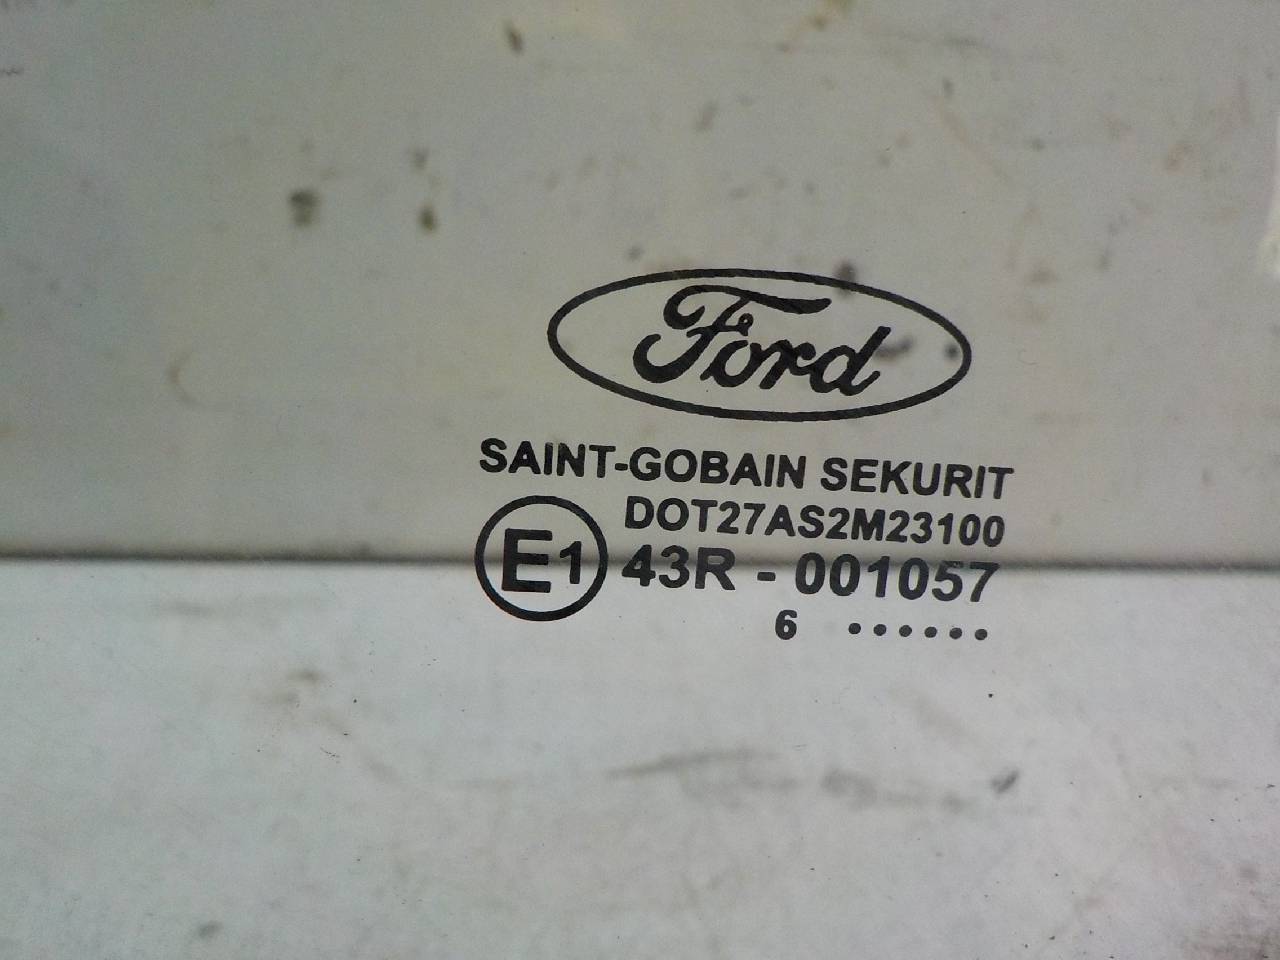 Ford
SAINT-GOBAIN SEKURIT
DOT27AS2M23100
E1 43R - 001057
6 ••••••